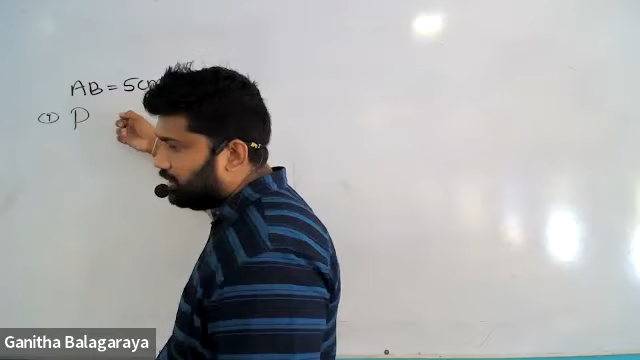 AB = 5cm
① P
Ganitha Balagaraya